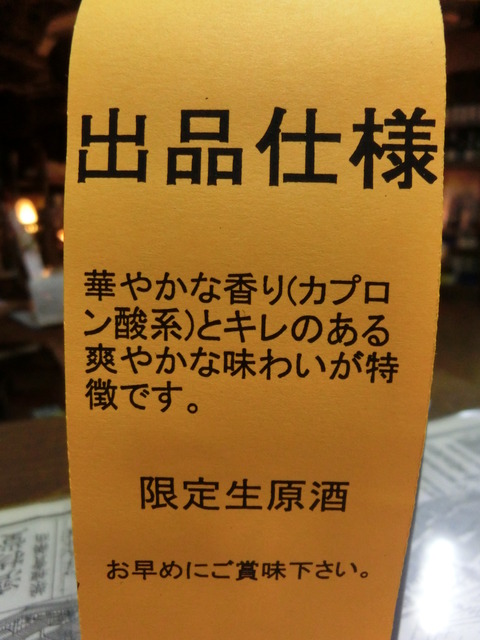 出品仕様
華やかな香り(カプロ
ン酸系)とキレのある
爽やかな味わいが特
徴です。
限定生原酒
お早めにご賞味下さい。